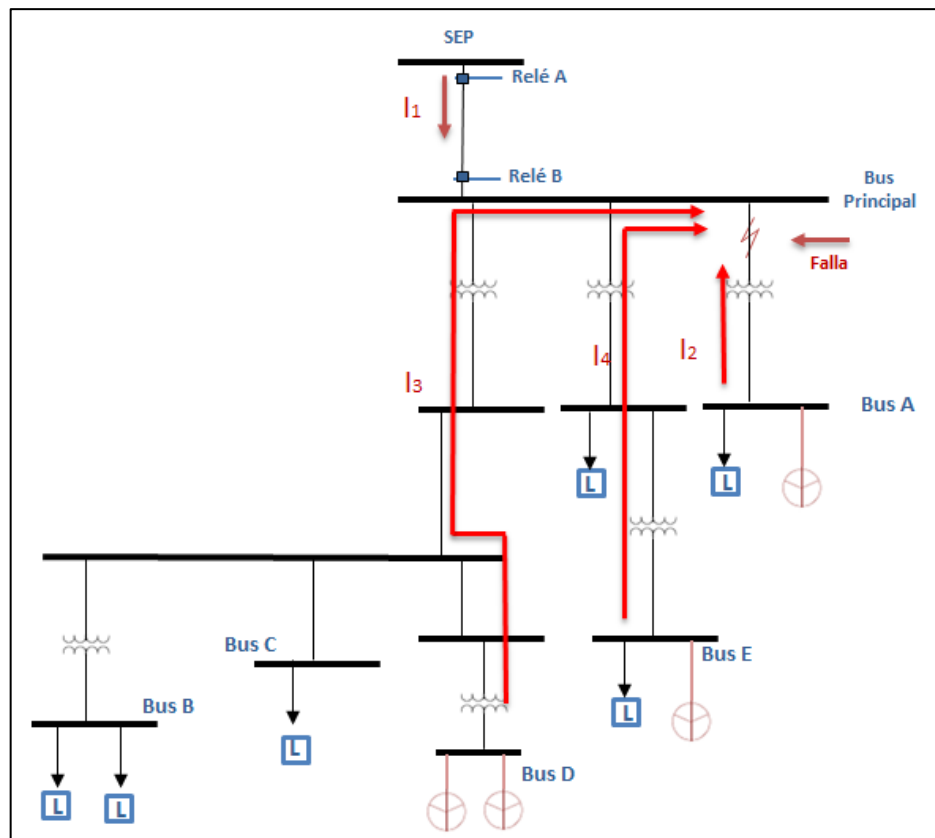 SEP
Relé A
I1
Relé B
Bus
Principal
Falla
I3
I4
I2
Bus A
L
L
Bus C
Bus E
Bus B
L
L
Bus D
L
L